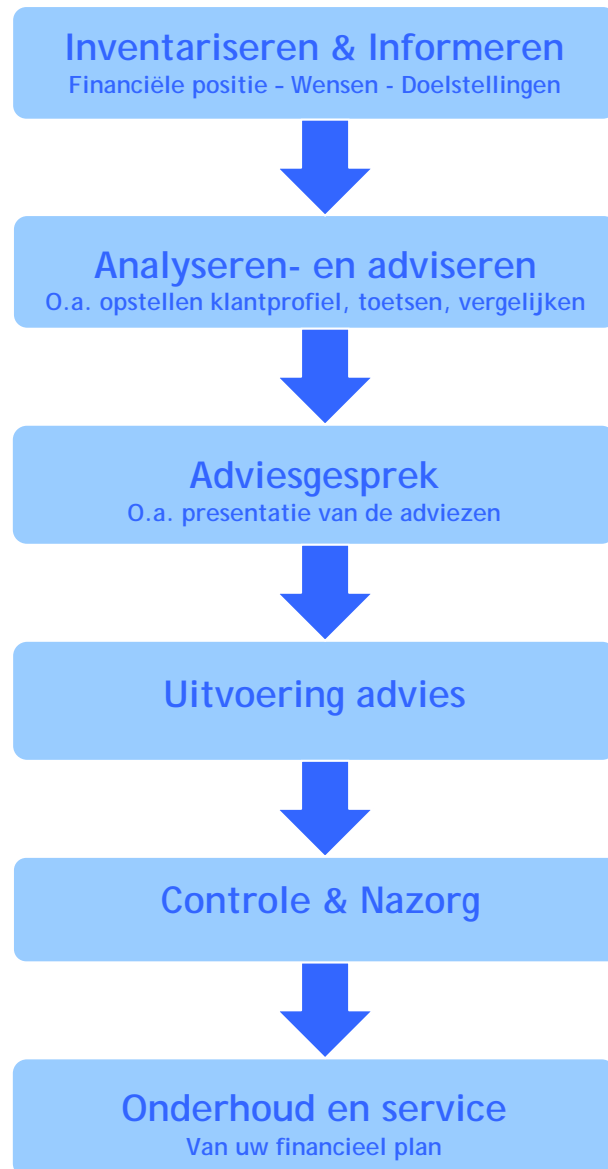 Inventariseren & Informeren
Financiële positie – Wensen - Doelstellingen
Analyseren- en adviseren
O.a. opstellen klantprofiel, toetsen, vergelijken
Adviesgesprek
O.a. presentatie van de adviezen
Uitvoering advies
Controle & Nazorg
Onderhoud en service
Van uw financieel plan